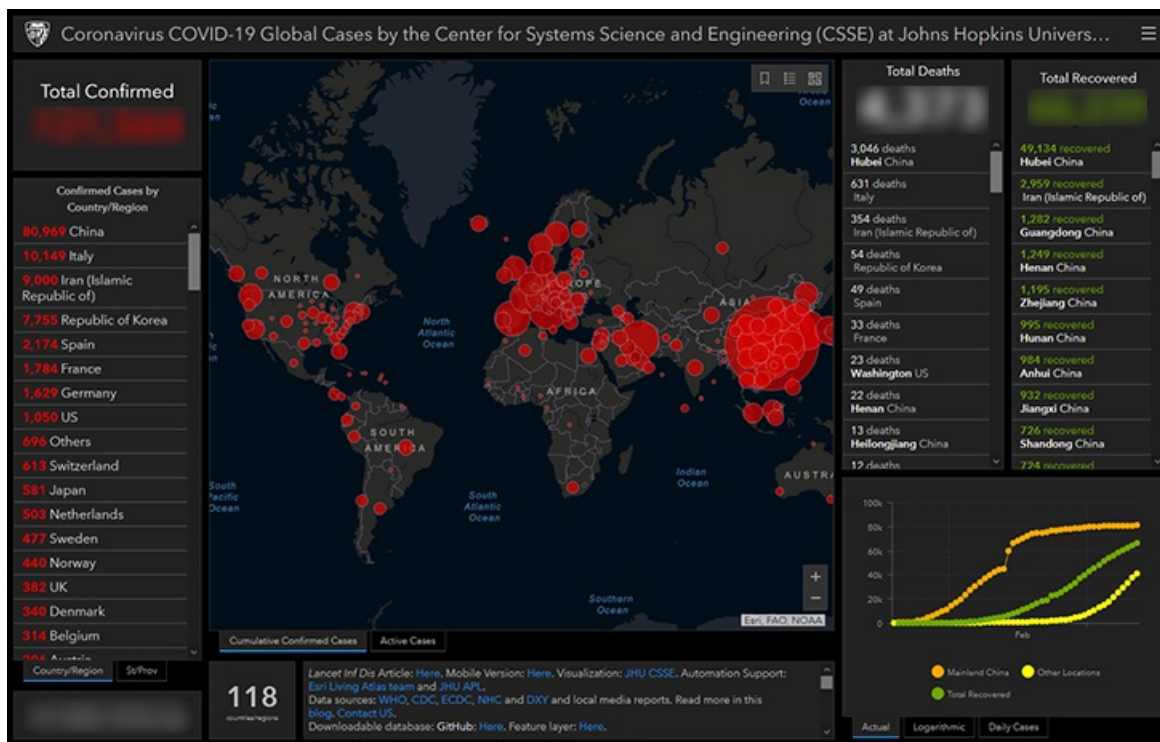 Coronavirus COVID-19 Global Cases by the Center for Systems Science and Engineering (CSSE) at Johns Hopkins Univers...
Total Confirmed
Confirmed Cases by
Country/Region
80,969 China
10,149 Italy
9,000 Iran (Islamic
Republic of)
7,755 Republic of Korea
2,174 Spain
1,784 France
1,629 Germany
1,050 US
696 Others
613 Switzerland
581 Japan
503 Netherlands
477 Sweden
440 Norway
382 UK
340 Denmark
314 Belgium
Austria
Country/Region
St/Prov
Ocean
NORTH
AMERICA
North
Atlantic
Ocean
ASIA
AFRICA
SOUTH
AMERICA
South
Pacific
Ocean
South
Atlantic
Ocean
Indian
Ocean
AUSTRA
Southern
Ocean
+
−
Esri, FAO, NOAA
Cumulative Confirmed Cases
Active Cases
118
countries/regions
Lancet Inf Dis Article: Here. Mobile Version: Here. Visualization: JHU CSSE. Automation Support:
Esri Living Atlas team and JHU APL.
Data sources: WHO, CDC, ECDC, NHC and DXY and local media reports. Read more in this
blog. Contact US.
Downloadable database: GitHub: Here. Feature layer: Here.
Total Deaths
3,046 deaths
Hubei China
631 deaths
Italy
354 deaths
Iran (Islamic Republic of)
54 deaths
Republic of Korea
49 deaths
Spain
33 deaths
France
23 deaths
Washington US
22 deaths
Henan China
13 deaths
Heilongjiang China
12 deaths
Total Recovered
49,134 recovered
Hubei China
2,959 recovered
Iran (Islamic Republic of)
1,282 recovered
Guangdong China
1,249 recovered
Henan China
1,195 recovered
Zhejiang China
995 recovered
Hunan China
984 recovered
Anhui China
932 recovered
Jiangxi China
726 recovered
Shandong China
724 recovered
100k
80k
60k
40k
20k
0
Feb
Mainland China
Other Locations
Total Recovered
Actual
Logarithmic
Daily Cases